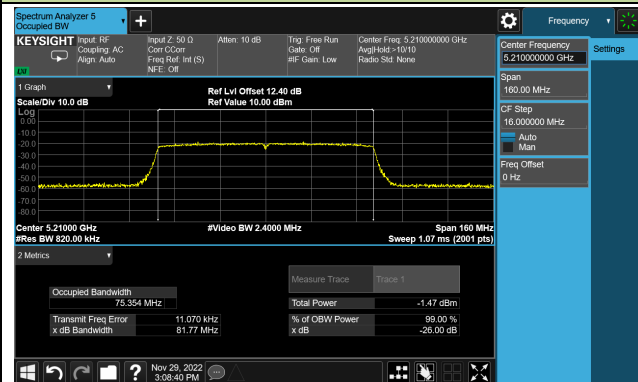 Spectrum Analyzer 5
Occupied BW
Frequency
KEYSIGHT
Input: RF
Coupling: AC
Align: Auto
Input Z: 50 Ω
Corr CCorr
Freq Ref: Int (S)
NFE: Off
Atten: 10 dB
Trig: Free Run
Gate: Off
#IF Gain: Low
Center Freq: 5.210000000 GHz
Avg|Hold:>10/10
Radio Std: None
LXI
Center Frequency
5.210000000 GHz
Settings
Span
160.00 MHz
CF Step
16.000000 MHz
Auto
Man
Freq Offset
0 Hz
1 Graph
Scale/Div 10.0 dB
Ref Lvl Offset 12.40 dB
Ref Value 10.00 dBm
Log
0.00
-10.0
-20.0
-30.0
-40.0
-50.0
-60.0
-70.0
-80.0
Center 5.21000 GHz
#Video BW 2.4000 MHz
Span 160 MHz
#Res BW 820.00 kHz
Sweep 1.07 ms (2001 pts)
2 Metrics
Measure Trace
Trace 1
Occupied Bandwidth
75.354 MHz
Total Power
-1.47 dBm
Transmit Freq Error
11.070 kHz
% of OBW Power
99.00 %
x dB Bandwidth
81.77 MHz
x dB
-26.00 dB
Nov 29, 2022
3:08:40 PM